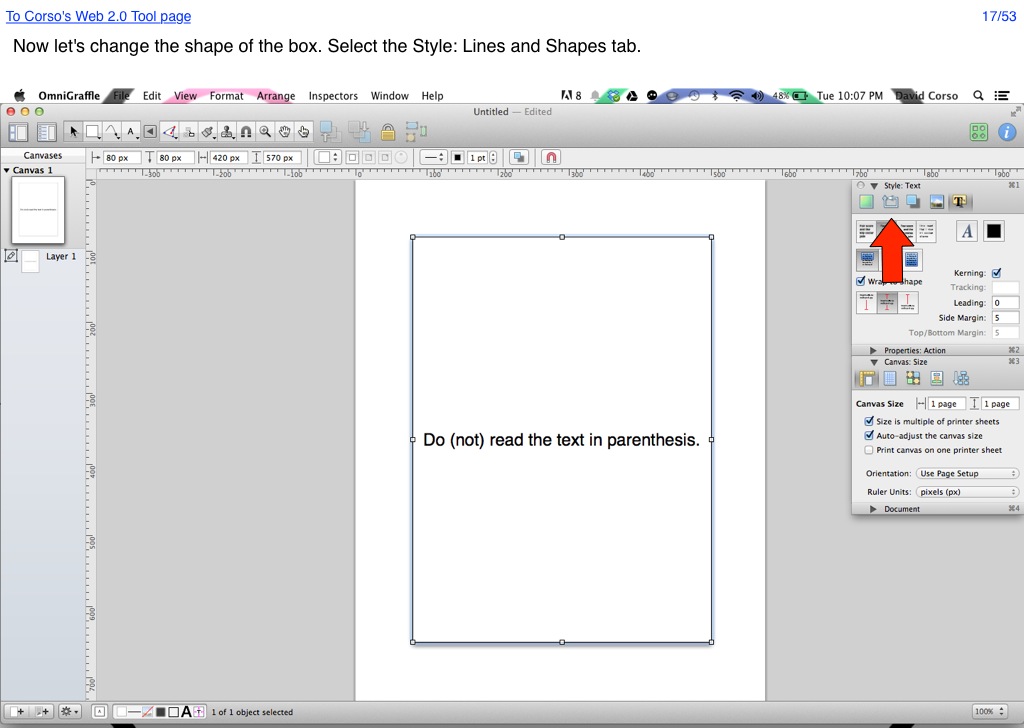 To Corso's Web 2.0 Tool page
17/53
Now let's change the shape of the box. Select the Style: Lines and Shapes tab.
OmniGraffle File Edit View Format Arrange Inspectors Window Help
8 48% Tue 10:07 PM David Corso
Untitled — Edited
Canvases
80 px 80 px 420 px 570 px 1 pt
Canvas 1
-300 -200 -100 0 100 200 300 400 500 600 700 800 900
Style: Text ⌘1
Layer 1
0
100
200
300
400
500
600
700
Kerning:
Wrap to Shape
Tracking:
Leading: 0
Side Margin: 5
Top/Bottom Margin: 5
Properties: Action ⌘2
Canvas: Size ⌘3
Canvas Size 1 page 1 page
Size is multiple of printer sheets
Auto-adjust the canvas size
Print canvas on one printer sheet
Orientation: Use Page Setup
Ruler Units: pixels (px)
Document ⌘4
Do (not) read the text in parenthesis.
1 of 1 object selected
100%